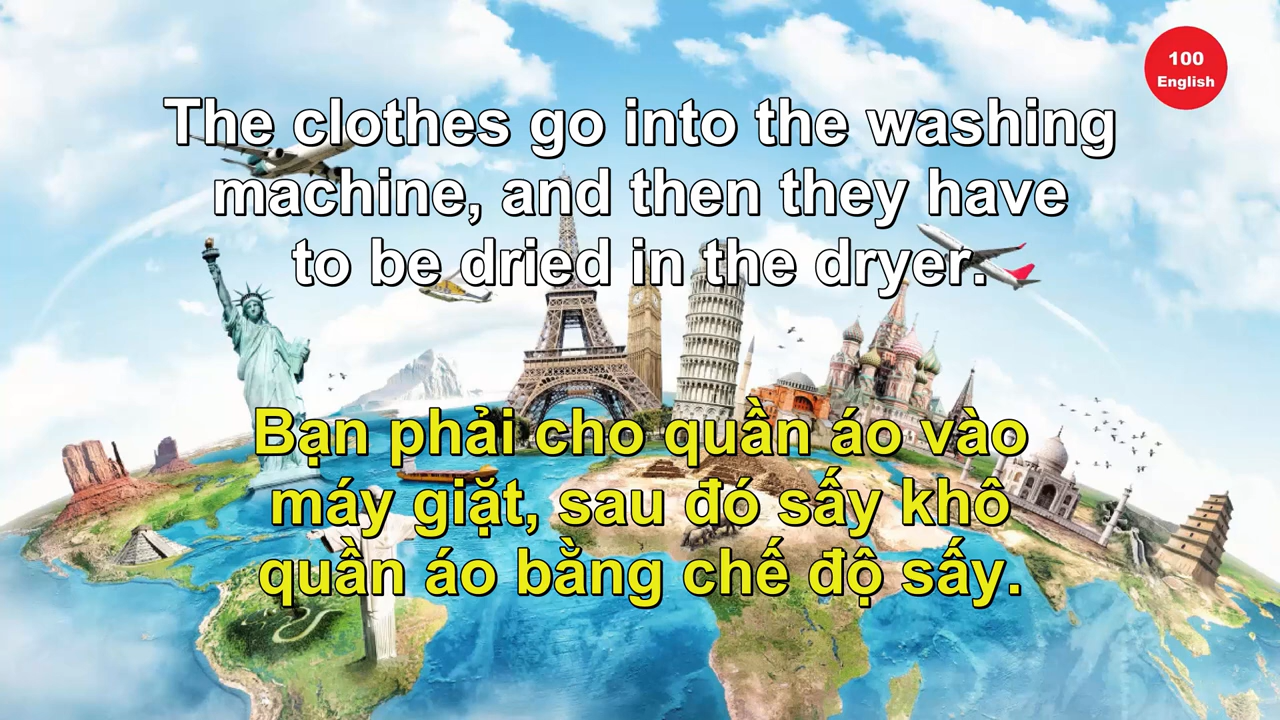 100
English
The clothes go into the washing
machine, and then they have
to be dried in the dryer.
Bạn phải cho quần áo vào
máy giặt, sau đó sấy khô
quần áo bằng chế độ sấy.